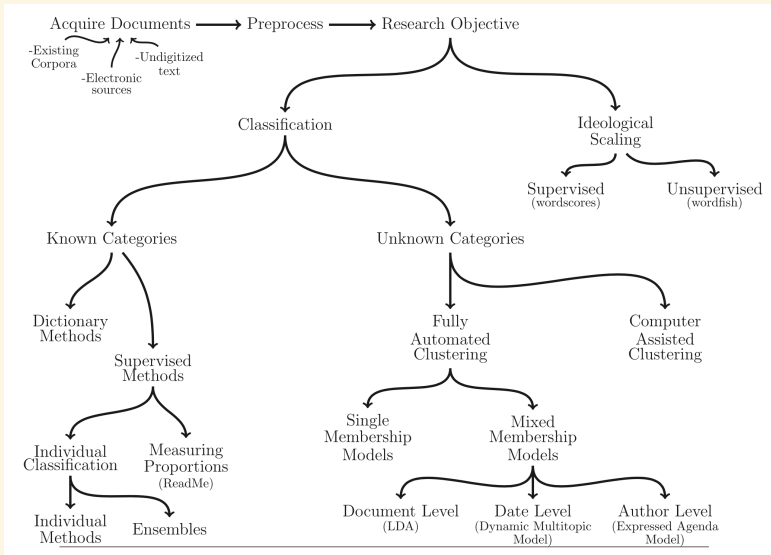 Acquire Documents
Preprocess
Research Objective
-Existing
Corpora
-Electronic
sources
-Undigitized
text
Classification
Ideological
Scaling
Supervised
(wordscores)
Unsupervised
(wordfish)
Known Categories
Unknown Categories
Dictionary
Methods
Supervised
Methods
Fully
Automated
Clustering
Computer
Assisted
Clustering
Individual
Classification
Measuring
Proportions
(ReadMe)
Single
Membership
Models
Mixed
Membership
Models
Individual
Methods
Ensembles
Document Level
(LDA)
Date Level
(Dynamic Multitopic
Model)
Author Level
(Expressed Agenda
Model)